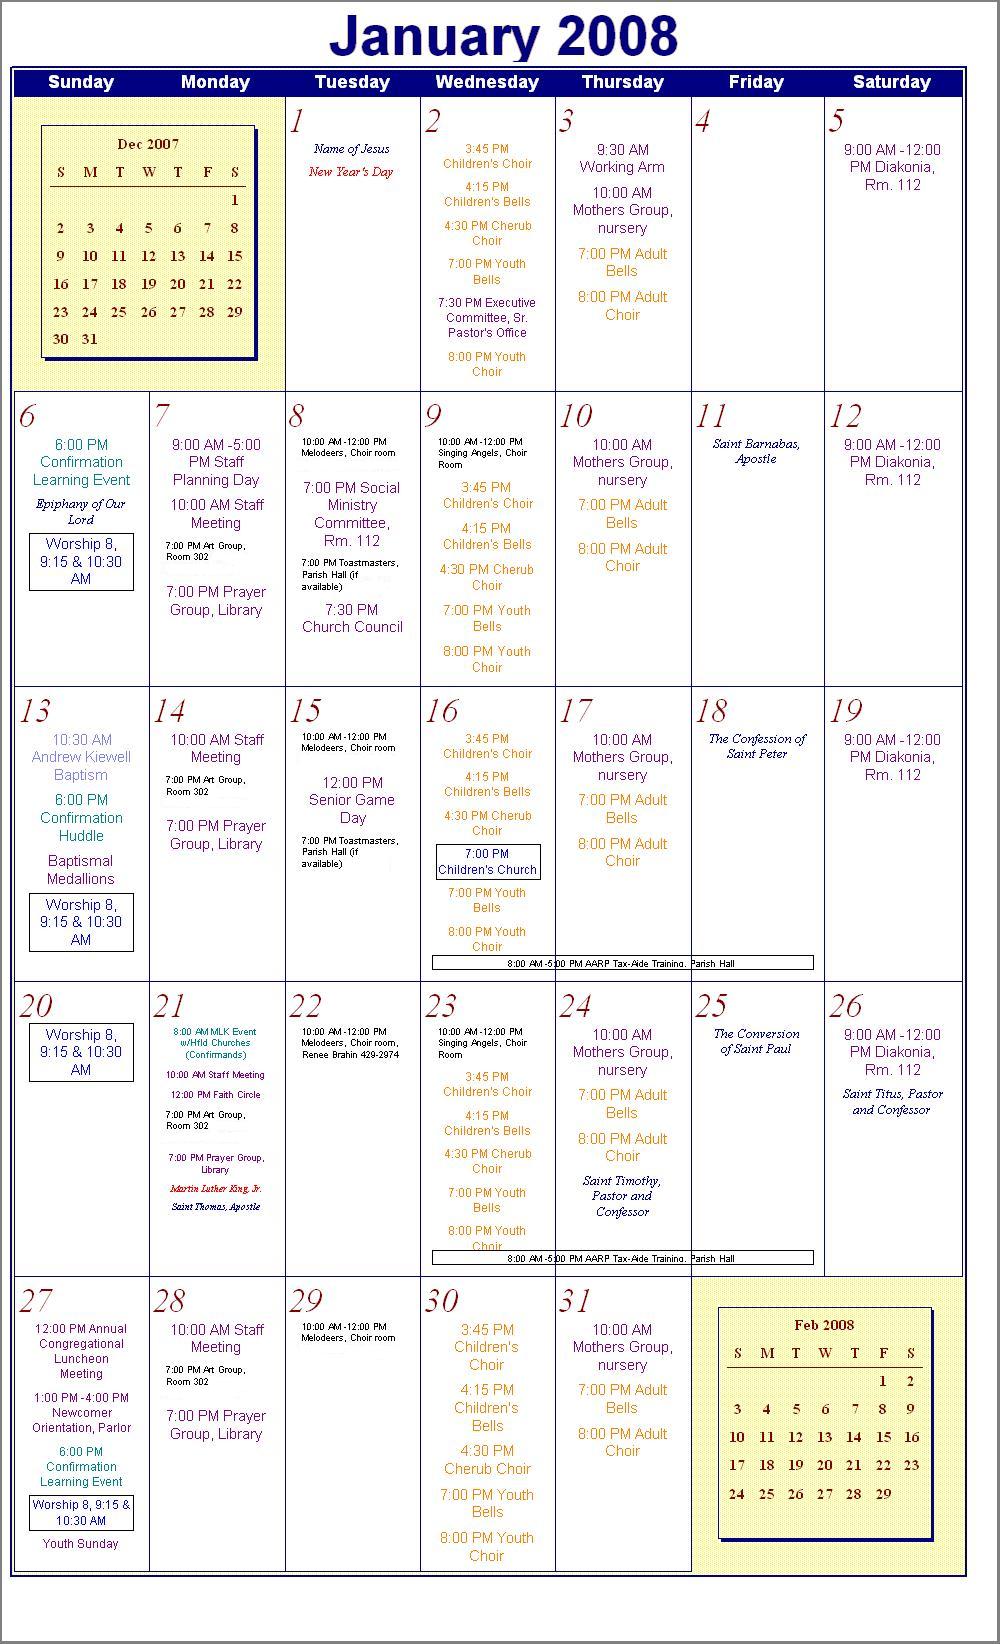 January 2008
Sunday Monday Tuesday Wednesday Thursday Friday Saturday
Dec 2007
S M T W T F S
1
2 3 4 5 6 7 8
9 10 11 12 13 14 15
16 17 18 19 20 21 22
23 24 25 26 27 28 29
30 31
1
Name of Jesus
New Year's Day
2
3:45 PM
Children's Choir
4:15 PM
Children's Bells
4:30 PM Cherub
Choir
7:00 PM Youth
Bells
7:30 PM Executive
Committee, Sr.
Pastor's Office
8:00 PM Youth
Choir
3
9:30 AM
Working Arm
10:00 AM
Mothers Group,
nursery
7:00 PM Adult
Bells
8:00 PM Adult
Choir
4
5
9:00 AM -12:00
PM Diakonia,
Rm. 112
6
6:00 PM
Confirmation
Learning Event
Epiphany of Our
Lord
Worship 8,
9:15 & 10:30
AM
7
9:00 AM -5:00
PM Staff
Planning Day
10:00 AM Staff
Meeting
7:00 PM Art Group,
Room 302
7:00 PM Prayer
Group, Library
8
10:00 AM -12:00 PM
Melodeers, Choir room
7:00 PM Social
Ministry
Committee,
Rm. 112
7:00 PM Toastmasters,
Parish Hall (if
available)
7:30 PM
Church Council
9
10:00 AM -12:00 PM
Singing Angels, Choir
Room
3:45 PM
Children's Choir
4:15 PM
Children's Bells
4:30 PM Cherub
Choir
7:00 PM Youth
Bells
8:00 PM Youth
Choir
10
10:00 AM
Mothers Group,
nursery
7:00 PM Adult
Bells
8:00 PM Adult
Choir
11
Saint Barnabas,
Apostle
12
9:00 AM -12:00
PM Diakonia,
Rm. 112
13
10:30 AM
Andrew Kiewell
Baptism
6:00 PM
Confirmation
Huddle
Baptismal
Medallions
Worship 8,
9:15 & 10:30
AM
14
10:00 AM Staff
Meeting
7:00 PM Art Group,
Room 302
7:00 PM Prayer
Group, Library
15
10:00 AM -12:00 PM
Melodeers, Choir room
12:00 PM
Senior Game
Day
7:00 PM Toastmasters,
Parish Hall (if
available)
16
3:45 PM
Children's Choir
4:15 PM
Children's Bells
4:30 PM Cherub
Choir
7:00 PM
Children's Church
7:00 PM Youth
Bells
8:00 PM Youth
Choir
17
10:00 AM
Mothers Group,
nursery
7:00 PM Adult
Bells
8:00 PM Adult
Choir
18
The Confession of
Saint Peter
19
9:00 AM -12:00
PM Diakonia,
Rm. 112
8:00 AM -5:00 PM AARP Tax-Aide Training, Parish Hall
20
Worship 8,
9:15 & 10:30
AM
21
8:00 AM MLK Event
w/Hfld Churches
(Confirmands)
10:00 AM Staff Meeting
12:00 PM Faith Circle
7:00 PM Art Group,
Room 302
7:00 PM Prayer Group,
Library
Martin Luther King, Jr.
Saint Thomas, Apostle
22
10:00 AM -12:00 PM
Melodeers, Choir room,
Renee Brahin 429-2974
23
10:00 AM -12:00 PM
Singing Angels, Choir
Room
3:45 PM
Children's Choir
4:15 PM
Children's Bells
4:30 PM Cherub
Choir
7:00 PM Youth
Bells
8:00 PM Youth
Choir
24
10:00 AM
Mothers Group,
nursery
7:00 PM Adult
Bells
8:00 PM Adult
Choir
Saint Timothy,
Pastor and
Confessor
25
The Conversion
of Saint Paul
26
9:00 AM -12:00
PM Diakonia,
Rm. 112
Saint Titus, Pastor
and Confessor
8:00 AM -5:00 PM AARP Tax-Aide Training, Parish Hall
27
12:00 PM Annual
Congregational
Luncheon
Meeting
1:00 PM -4:00 PM
Newcomer
Orientation, Parlor
6:00 PM
Confirmation
Learning Event
Worship 8, 9:15 &
10:30 AM
Youth Sunday
28
10:00 AM Staff
Meeting
7:00 PM Art Group,
Room 302
7:00 PM Prayer
Group, Library
29
10:00 AM -12:00 PM
Melodeers, Choir room
30
3:45 PM
Children's
Choir
4:15 PM
Children's
Bells
4:30 PM
Cherub Choir
7:00 PM Youth
Bells
8:00 PM Youth
Choir
31
10:00 AM
Mothers Group,
nursery
7:00 PM Adult
Bells
8:00 PM Adult
Choir
Feb 2008
S M T W T F S
1 2
3 4 5 6 7 8 9
10 11 12 13 14 15 16
17 18 19 20 21 22 23
24 25 26 27 28 29